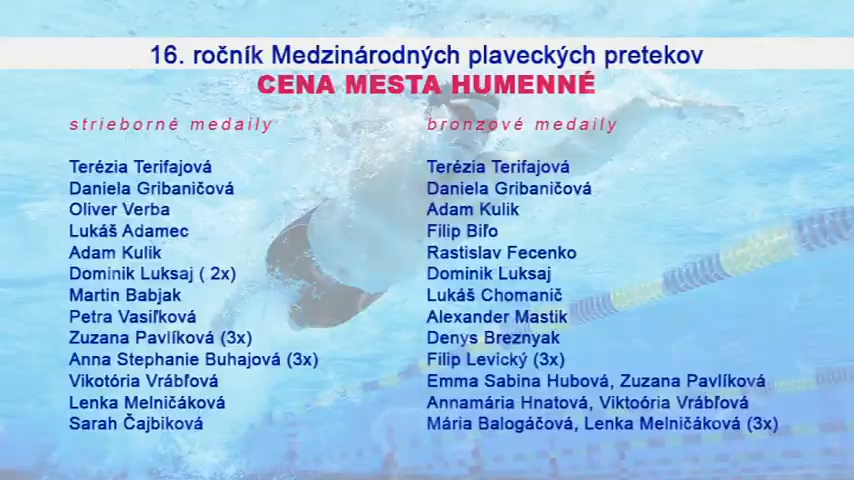 16. ročník Medzinárodných plaveckých pretekov
CENA MESTA HUMENNÉ
strieborné medaily
Terézia Terifajová
Daniela Gribaničová
Oliver Verba
Lukáš Adamec
Adam Kulik
Dominik Luksaj ( 2x)
Martin Babjak
Petra Vasiľková
Zuzana Pavlíková (3x)
Anna Stephanie Buhajová (3x)
Vikotória Vrábľová
Lenka Melničáková
Sarah Čajbiková
bronzové medaily
Terézia Terifajová
Daniela Gribaničová
Adam Kulik
Filip Biľo
Rastislav Fecenko
Dominik Luksaj
Lukáš Chomanič
Alexander Mastik
Denys Breznyak
Filip Levický (3x)
Emma Sabina Hubová, Zuzana Pavlíková
Annamária Hnatová, Viktoória Vrábľová
Mária Balogáčová, Lenka Melničáková (3x)